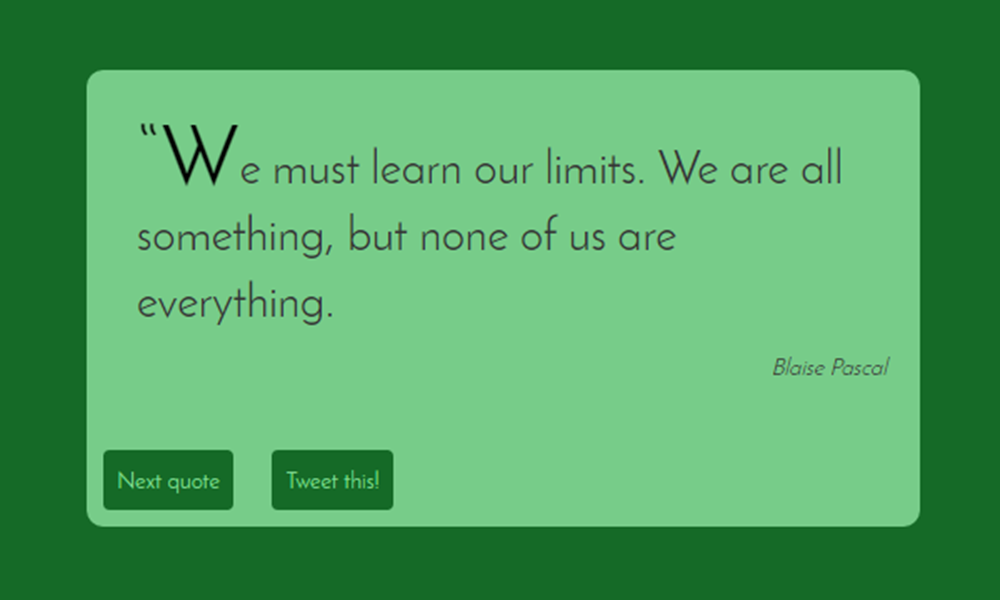 “We must learn our limits. We are all
something, but none of us are
everything.
Blaise Pascal
Next quote
Tweet this!